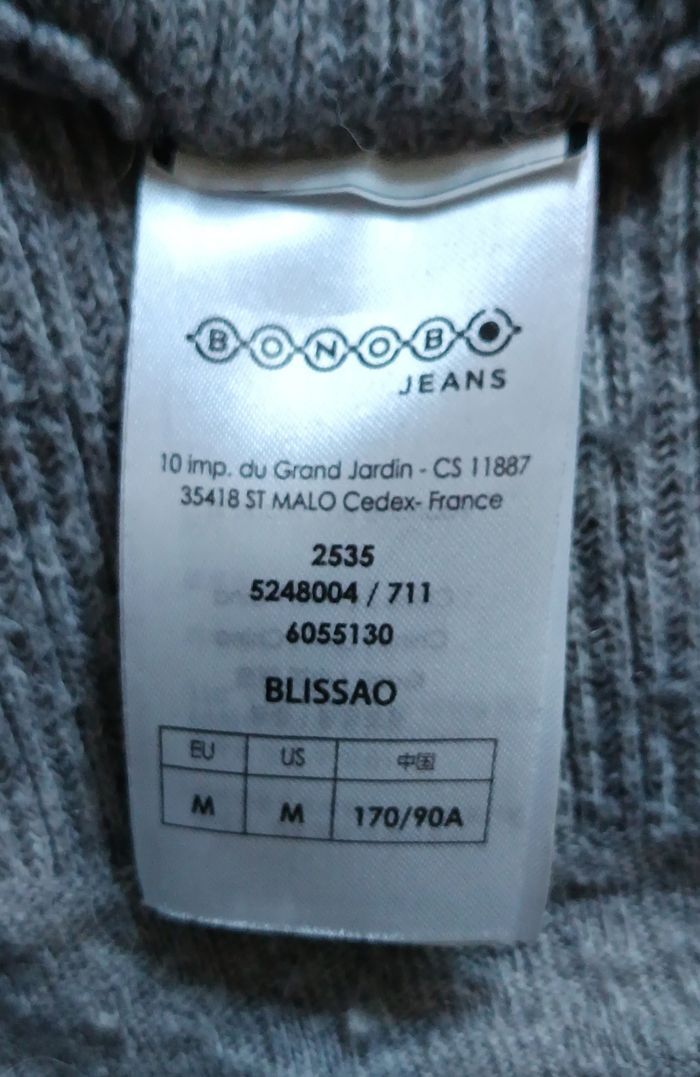 BONOBO
JEANS
10 imp. du Grand Jardin - CS 11887
35418 ST MALO Cedex- France
2535
5248004 / 711
6055130
BLISSAO
EU US 中国
M M 170/90A